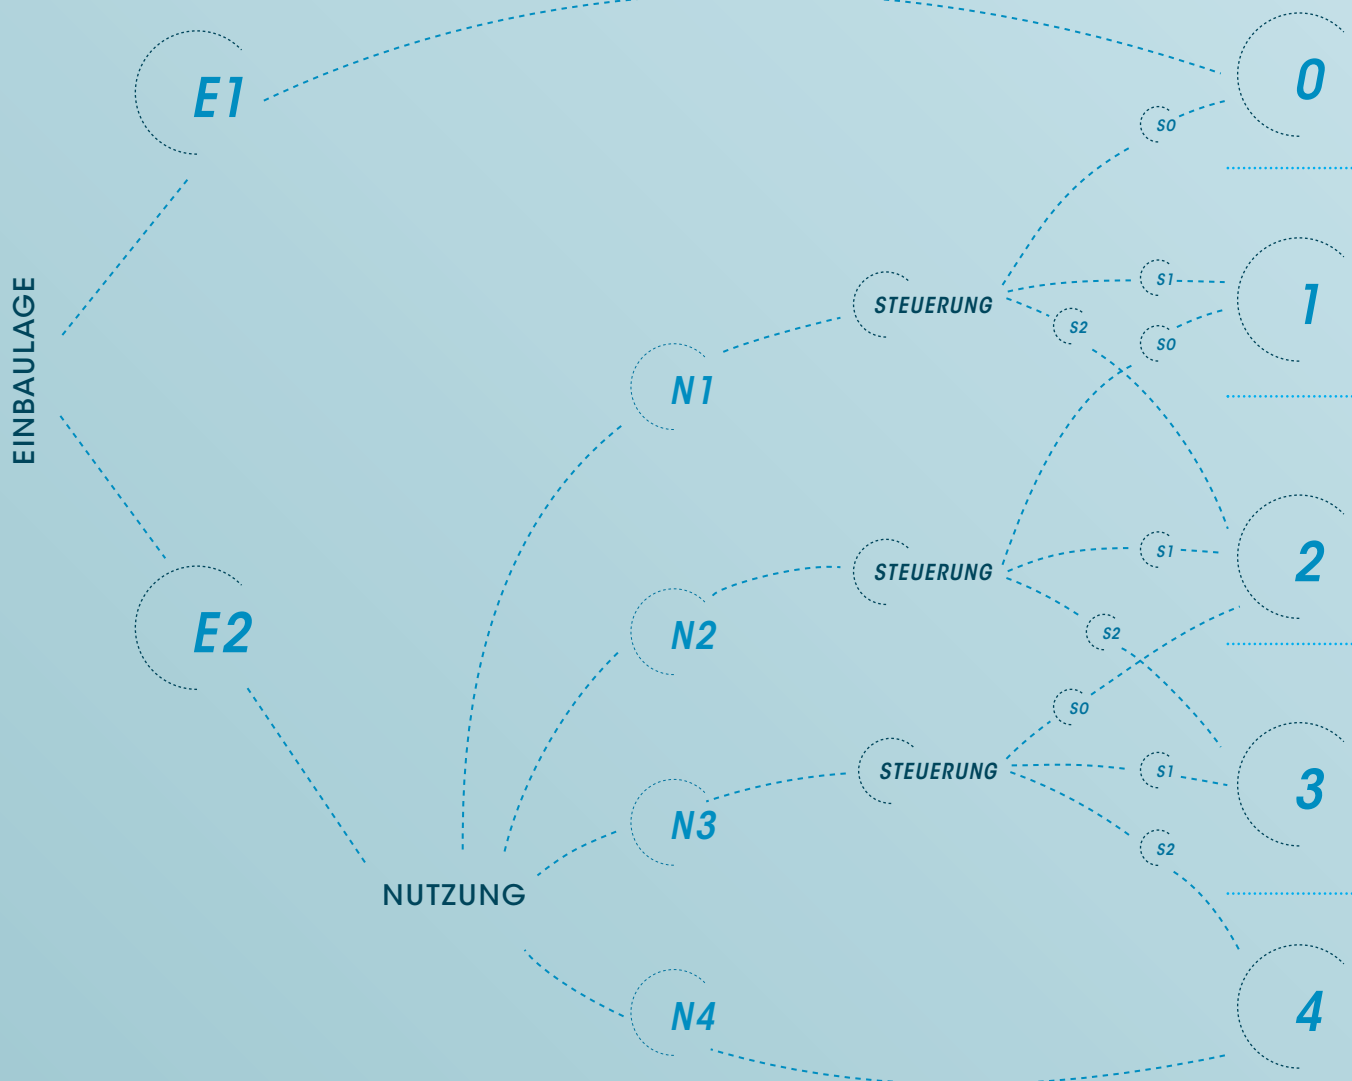 E1
0
S0
EINBAULAGE
S1
1
STEUERUNG
S2
S0
N1
S1
2
STEUERUNG
E2
N2
S2
S0
STEUERUNG
S1
3
N3
S2
NUTZUNG
N4
4